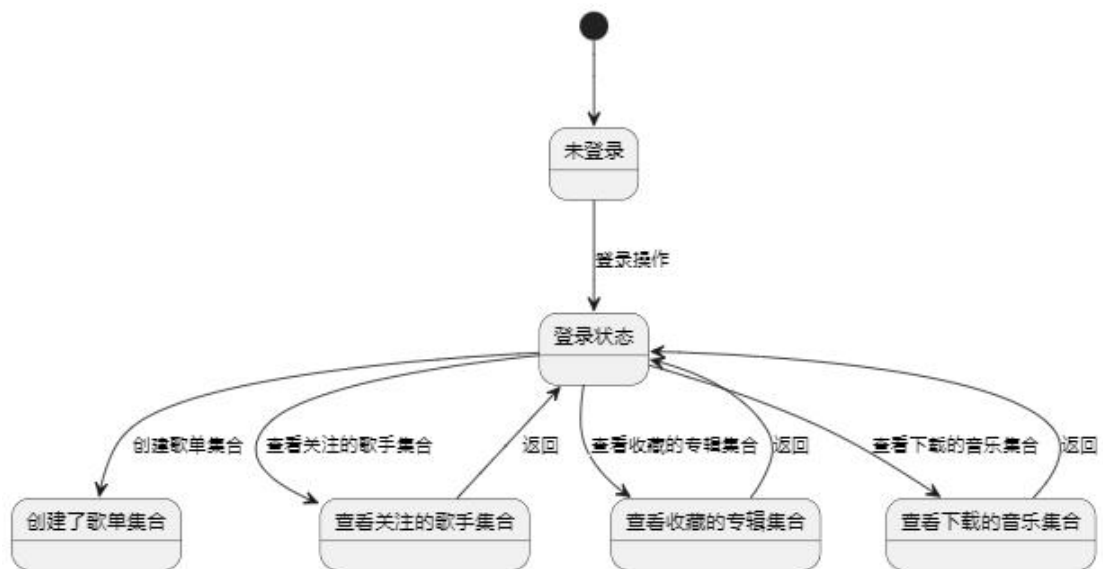 未登录
登录操作
登录状态
创建歌单集合
查看关注的歌手集合
返回
查看收藏的专辑集合
返回
查看下载的音乐集合
返回
创建了歌单集合
查看关注的歌手集合
查看收藏的专辑集合
查看下载的音乐集合